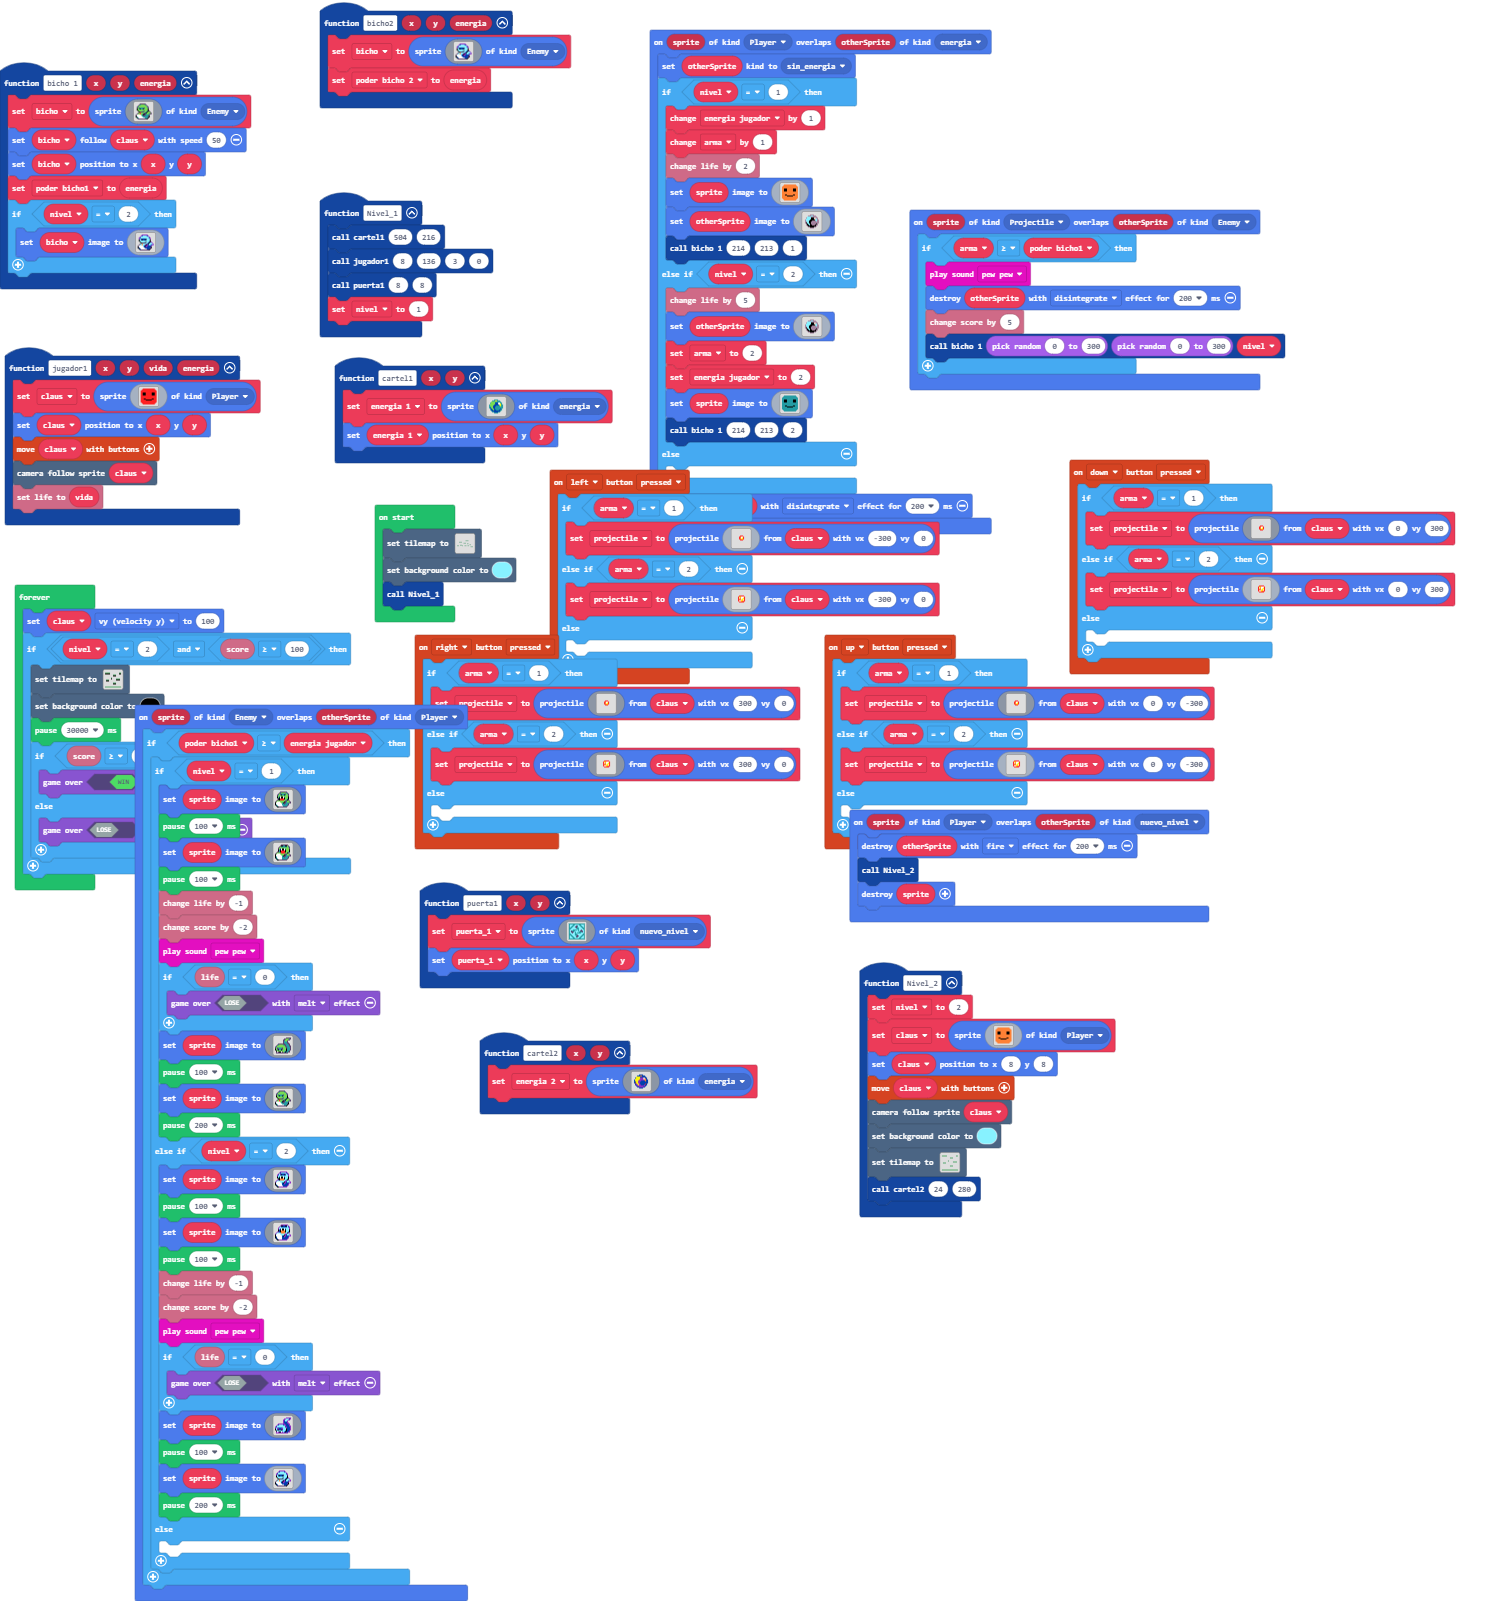 function bicho2 x y energia
set bicho to sprite of kind Enemy
set poder bicho 2 to energia
function bicho 1 x y energia
set bicho to sprite of kind Enemy
set bicho follow claus with speed 50
set bicho position to x x y y
set poder bicho1 to energia
if nivel = 2 then
set bicho image to
function Nivel_1
call cartel1 504 216
call jugador1 8 136 3 0
call puerta1 8 8
set nivel to 1
function jugador1 x y vida energia
set claus to sprite of kind Player
set claus position to x x y y
move claus with buttons
camera follow sprite claus
set life to vida
function cartel1 x y
set energia 1 to sprite of kind energia
set energia 1 position to x x y y
on sprite of kind Player overlaps otherSprite of kind energia
set otherSprite kind to sin_energia
if nivel = 1 then
change energia jugador by 1
change arma by 1
change life by 2
set sprite image to
set otherSprite image to
call bicho 1 214 213 1
else if nivel = 2 then
change life by 5
set otherSprite image to
set arma to 2
set energia jugador to 2
set sprite image to
call bicho 1 214 213 2
else
with disintegrate effect for 200 ms
on sprite of kind Projectile overlaps otherSprite of kind Enemy
if arma ≥ poder bicho1 then
play sound pew pew
destroy otherSprite with disintegrate effect for 200 ms
change score by 5
call bicho 1 pick random 0 to 300 pick random 0 to 300 nivel
on start
set tilemap to
set background color to
call Nivel_1
on left button pressed
if arma = 1 then
set projectile to projectile from claus with vx -300 vy 0
else if arma = 2 then
set projectile to projectile from claus with vx -300 vy 0
else
on down button pressed
if arma = 1 then
set projectile to projectile from claus with vx 0 vy 300
else if arma = 2 then
set projectile to projectile from claus with vx 0 vy 300
else
forever
set claus vy (velocity y) to 100
if nivel = 2 and score ≥ 100 then
set tilemap to
set background color to
pause 30000 ms
if score ≥
game over WIN
else
game over LOSE
on right button pressed
if arma = 1 then
set projectile to projectile from claus with vx 300 vy 0
else if arma = 2 then
set projectile to projectile from claus with vx 300 vy 0
else
on up button pressed
if arma = 1 then
set projectile to projectile from claus with vx 0 vy -300
else if arma = 2 then
set projectile to projectile from claus with vx 0 vy -300
else
on sprite of kind Player overlaps otherSprite of kind nuevo_nivel
destroy otherSprite with fire effect for 200 ms
call Nivel_2
destroy sprite
on sprite of kind Enemy overlaps otherSprite of kind Player
if poder bicho1 ≥ energia jugador then
if nivel = 1 then
set sprite image to
pause 100 ms
set sprite image to
pause 100 ms
change life by -1
change score by -2
play sound pew pew
if life = 0 then
game over LOSE with melt effect
set sprite image to
pause 100 ms
set sprite image to
pause 200 ms
else if nivel = 2 then
set sprite image to
pause 100 ms
set sprite image to
pause 100 ms
change life by -1
change score by -2
play sound pew pew
if life = 0 then
game over LOSE with melt effect
set sprite image to
pause 100 ms
set sprite image to
pause 200 ms
else
function puerta1 x y
set puerta_1 to sprite of kind nuevo_nivel
set puerta_1 position to x x y y
function cartel2 x y
set energia 2 to sprite of kind energia
function Nivel_2
set nivel to 2
set claus to sprite of kind Player
set claus position to x 8 y 8
move claus with buttons
camera follow sprite claus
set background color to
set tilemap to
call cartel2 24 280